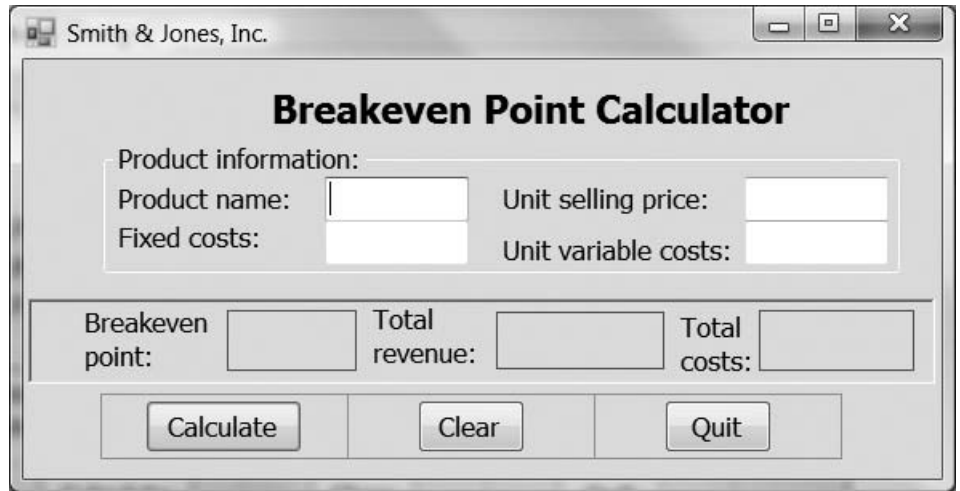 Smith & Jones, Inc.
Breakeven Point Calculator
Product information:
Product name:
Unit selling price:
Fixed costs:
Unit variable costs:
Breakeven
point:
Total
revenue:
Total
costs:
Calculate
Clear
Quit